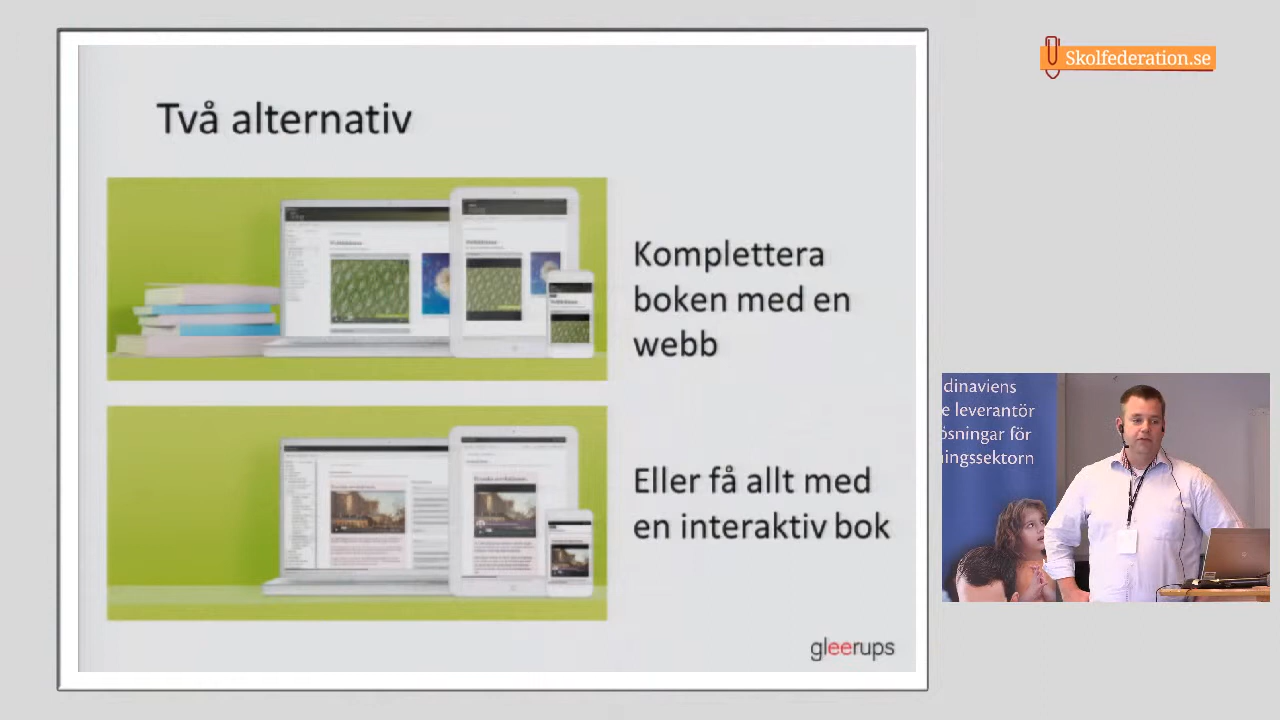 Skolfederation.se
Två alternativ
Komplettera
boken med en
webb
Eller få allt med
en interaktiv bok
gleerups
dinaviens
e leverantör
ösningar för
ningssektorn